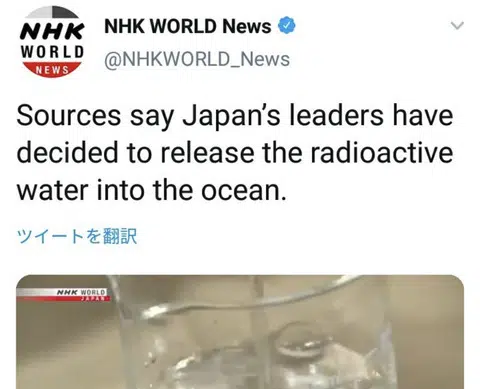 NHK
WORLD
NEWS
NHK WORLD News
@NHKWORLD_News
Sources say Japan’s leaders have
decided to release the radioactive
water into the ocean.
ツイートを翻訳
NHK WORLD
JAPAN